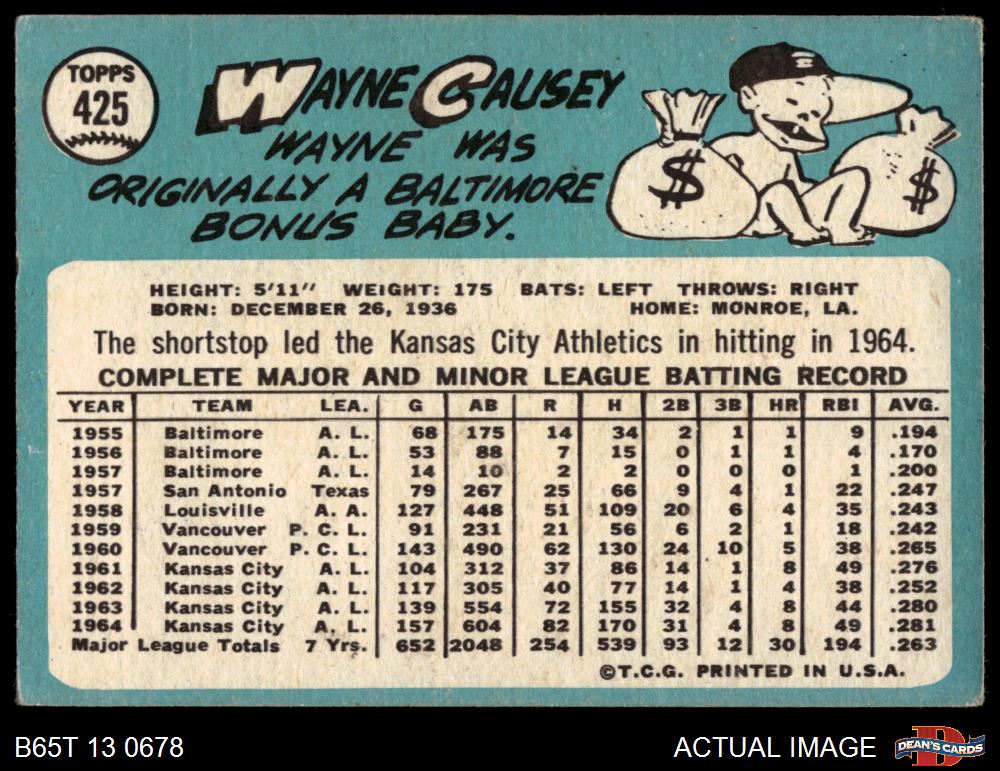 TOPPS
425
WAYNE CAUSEY
WAYNE WAS
ORIGINALLY A BALTIMORE
BONUS BABY.
$ $
HEIGHT: 5'11" WEIGHT: 175 BATS: LEFT THROWS: RIGHT
BORN: DECEMBER 26, 1936 HOME: MONROE, LA.
The shortstop led the Kansas City Athletics in hitting in 1964.
COMPLETE MAJOR AND MINOR LEAGUE BATTING RECORD
YEAR TEAM LEA. G AB R H 2B 3B HR RBI AVG.
1955 Baltimore A. L. 68 175 14 34 2 1 1 9 .194
1956 Baltimore A. L. 53 88 7 15 0 1 1 4 .170
1957 Baltimore A. L. 14 10 2 2 0 0 0 1 .200
1957 San Antonio Texas 79 267 25 66 9 4 1 22 .247
1958 Louisville A. A. 127 448 51 109 20 6 4 35 .243
1959 Vancouver P. C. L. 91 231 21 56 6 2 1 18 .242
1960 Vancouver P. C. L. 143 490 62 130 24 10 5 38 .265
1961 Kansas City A. L. 104 312 37 86 14 1 8 49 .276
1962 Kansas City A. L. 117 305 40 77 14 1 4 38 .252
1963 Kansas City A. L. 139 554 72 155 32 4 8 44 .280
1964 Kansas City A. L. 157 604 82 170 31 4 8 49 .281
Major League Totals 7 Yrs. 652 2048 254 539 93 12 30 194 .263
©T.C.G. PRINTED IN U.S.A.
B65T 13 0678 ACTUAL IMAGE DEAN'S CARDS